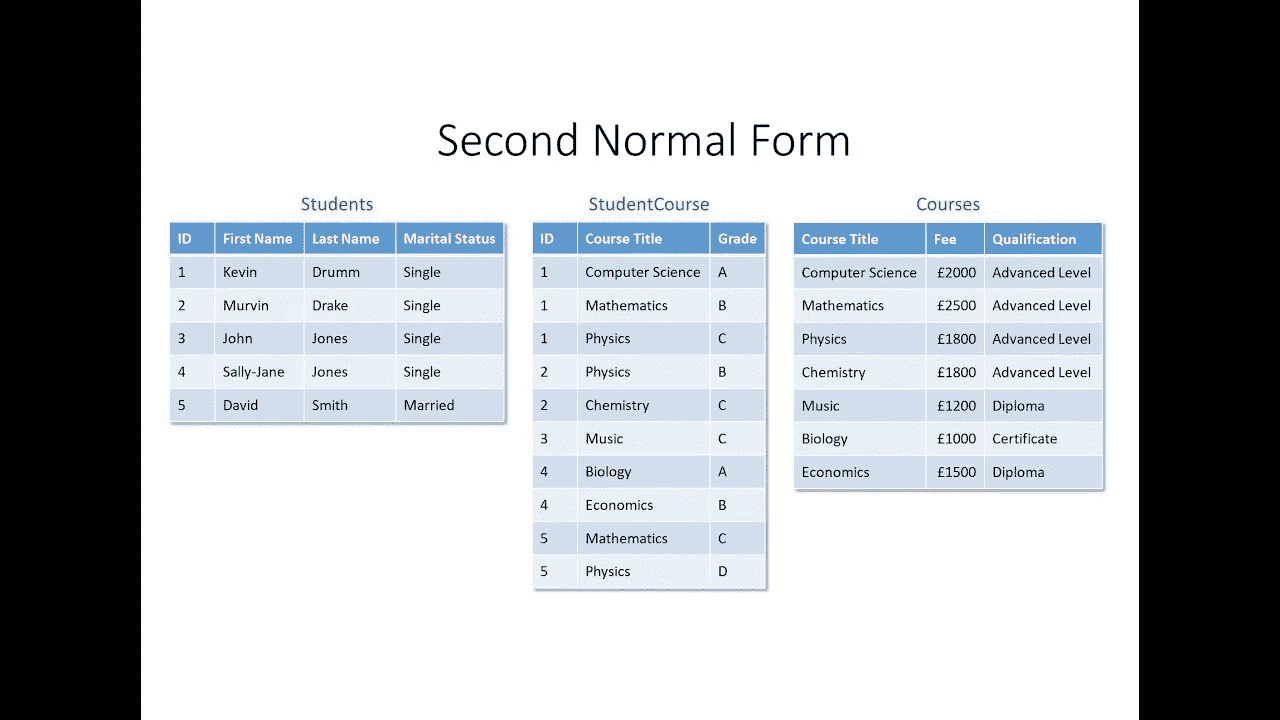 Second Normal Form
Students
ID First Name Last Name Marital Status
1 Kevin Drumm Single
2 Murvin Drake Single
3 John Jones Single
4 Sally-Jane Jones Single
5 David Smith Married
StudentCourse
ID Course Title Grade
1 Computer Science A
1 Mathematics B
1 Physics C
2 Physics B
2 Chemistry C
3 Music C
4 Biology A
4 Economics B
5 Mathematics C
5 Physics D
Courses
Course Title Fee Qualification
Computer Science £2000 Advanced Level
Mathematics £2500 Advanced Level
Physics £1800 Advanced Level
Chemistry £1800 Advanced Level
Music £1200 Diploma
Biology £1000 Certificate
Economics £1500 Diploma